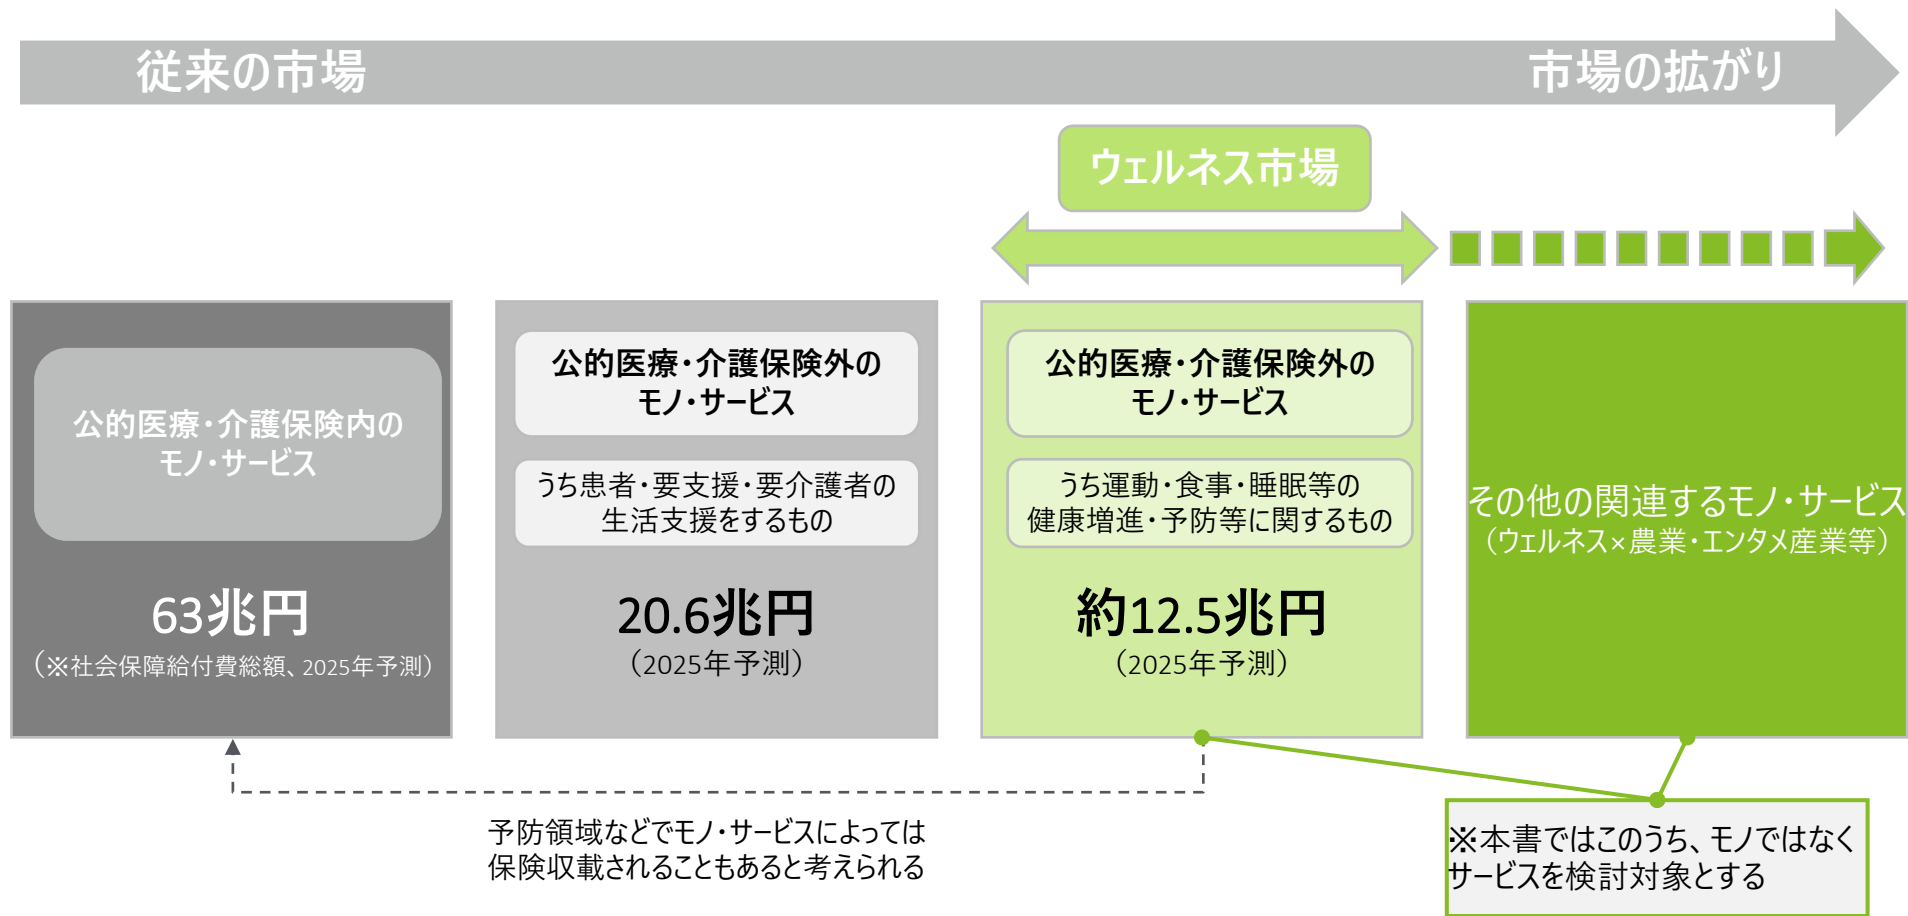 従来の市場
市場の拡がり
ウェルネス市場
公的医療・介護保険内の
モノ・サービス
63兆円
（※社会保障給付費総額、2025年予測）
公的医療・介護保険外の
モノ・サービス
うち患者・要支援・要介護者の
生活支援をするもの
20.6兆円
（2025年予測）
公的医療・介護保険外の
モノ・サービス
うち運動・食事・睡眠等の
健康増進・予防等に関するもの
約12.5兆円
（2025年予測）
その他の関連するモノ・サービス
（ウェルネス×農業・エンタメ産業等）
予防領域などでモノ・サービスによっては
保険収載されることもあると考えられる
※本書ではこのうち、モノではなく
サービスを検討対象とする